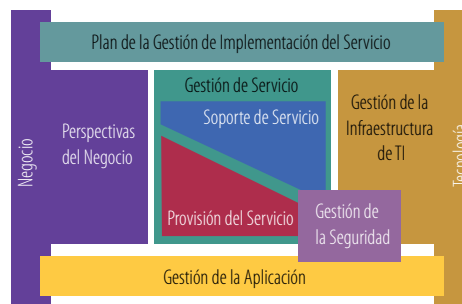 Plan de la Gestión de Implementación del Servicio
Negocio
Perspectivas
del Negocio
Gestión de Servicio
Soporte de Servicio
Provisión del Servicio
Gestión de la
Infraestructura
de TI
Tecnología
Gestión de
la Seguridad
Gestión de la Aplicación